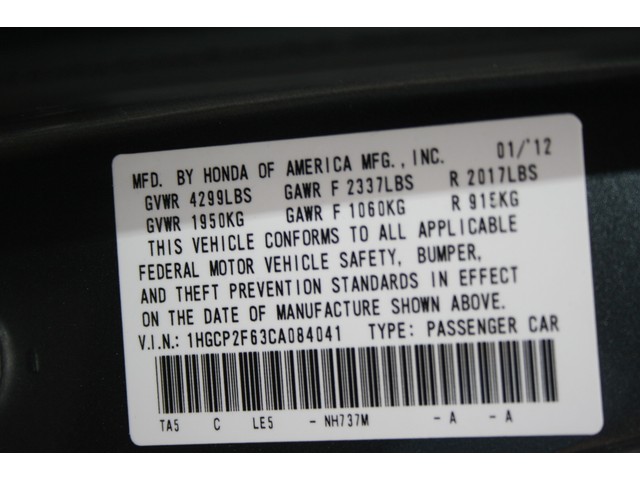 MFD. BY HONDA OF AMERICA MFG., INC. 01/'12
GVWR 4299LBS GAWR F 2337LBS R 2017LBS
GVWR 1950KG GAWR F 1060KG R 915KG
THIS VEHICLE CONFORMS TO ALL APPLICABLE
FEDERAL MOTOR VEHICLE SAFETY, BUMPER,
AND THEFT PREVENTION STANDARDS IN EFFECT
ON THE DATE OF MANUFACTURE SHOWN ABOVE.
V.I.N.: 1HGCP2F63CA084041 TYPE: PASSENGER CAR
TA5 C LE5 - NH737M - A - A